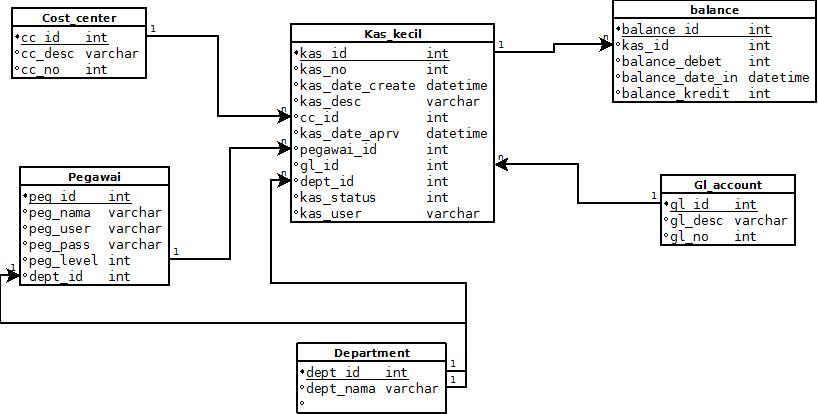 Cost_center
cc_id int
cc_desc varchar
cc_no int
1
Kas_kecil
kas_id int
kas_no int
kas_date_create datetime
kas_desc varchar
cc_id int
kas_date_aprv datetime
pegawai_id int
gl_id int
dept_id int
kas_status int
kas_user varchar
1
n
n
n
n
balance
balance_id int
kas_id int
balance_debet int
balance_date_in datetime
balance_kredit int
n
Pegawai
peg_id int
peg_nama varchar
peg_user varchar
peg_pass varchar
peg_level int
dept_id int
1
1
Gl_account
gl_id int
gl_desc varchar
gl_no int
1
Department
dept_id int
dept_nama varchar
1
1